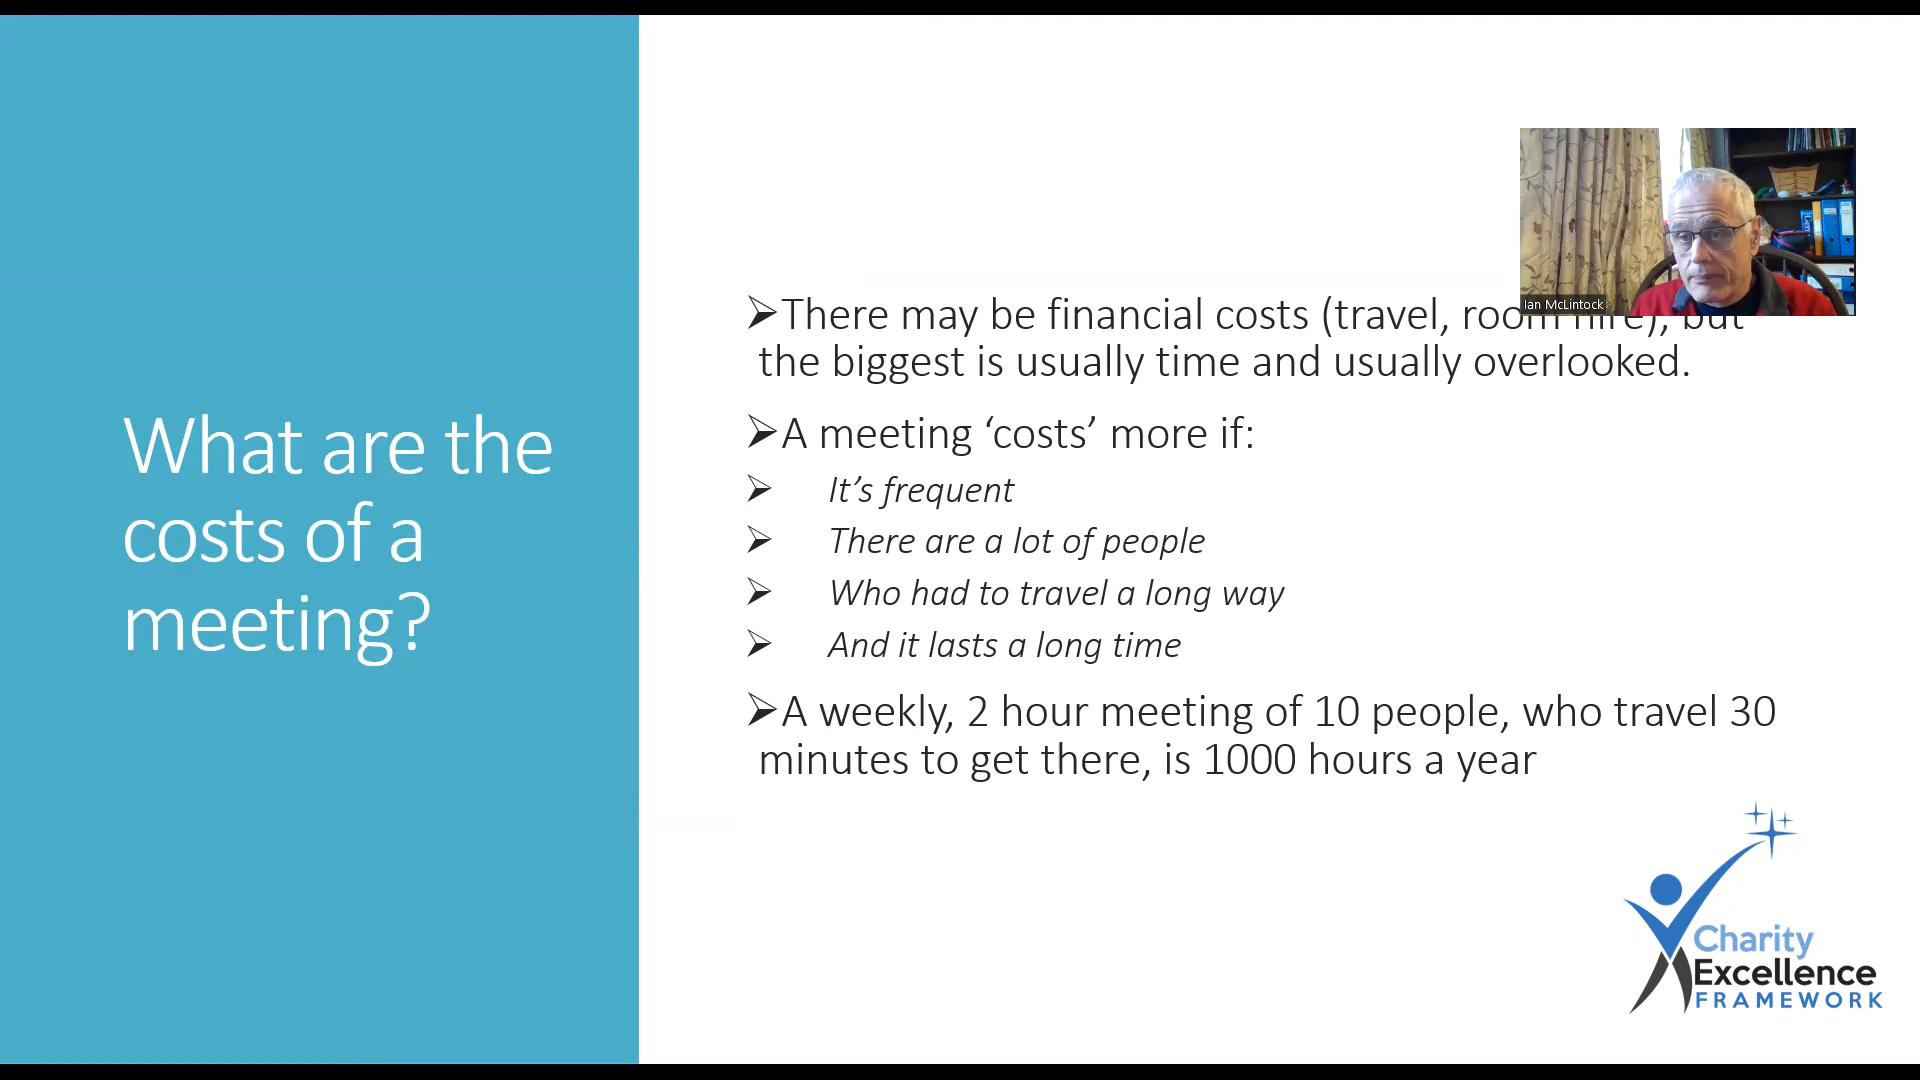 What are the
costs of a
meeting?
➢There may be financial costs (travel, room hire), but
the biggest is usually time and usually overlooked.
➢A meeting ‘costs’ more if:
➢ It’s frequent
➢ There are a lot of people
➢ Who had to travel a long way
➢ And it lasts a long time
➢A weekly, 2 hour meeting of 10 people, who travel 30
minutes to get there, is 1000 hours a year
Ian McLintock
Charity
Excellence
FRAMEWORK